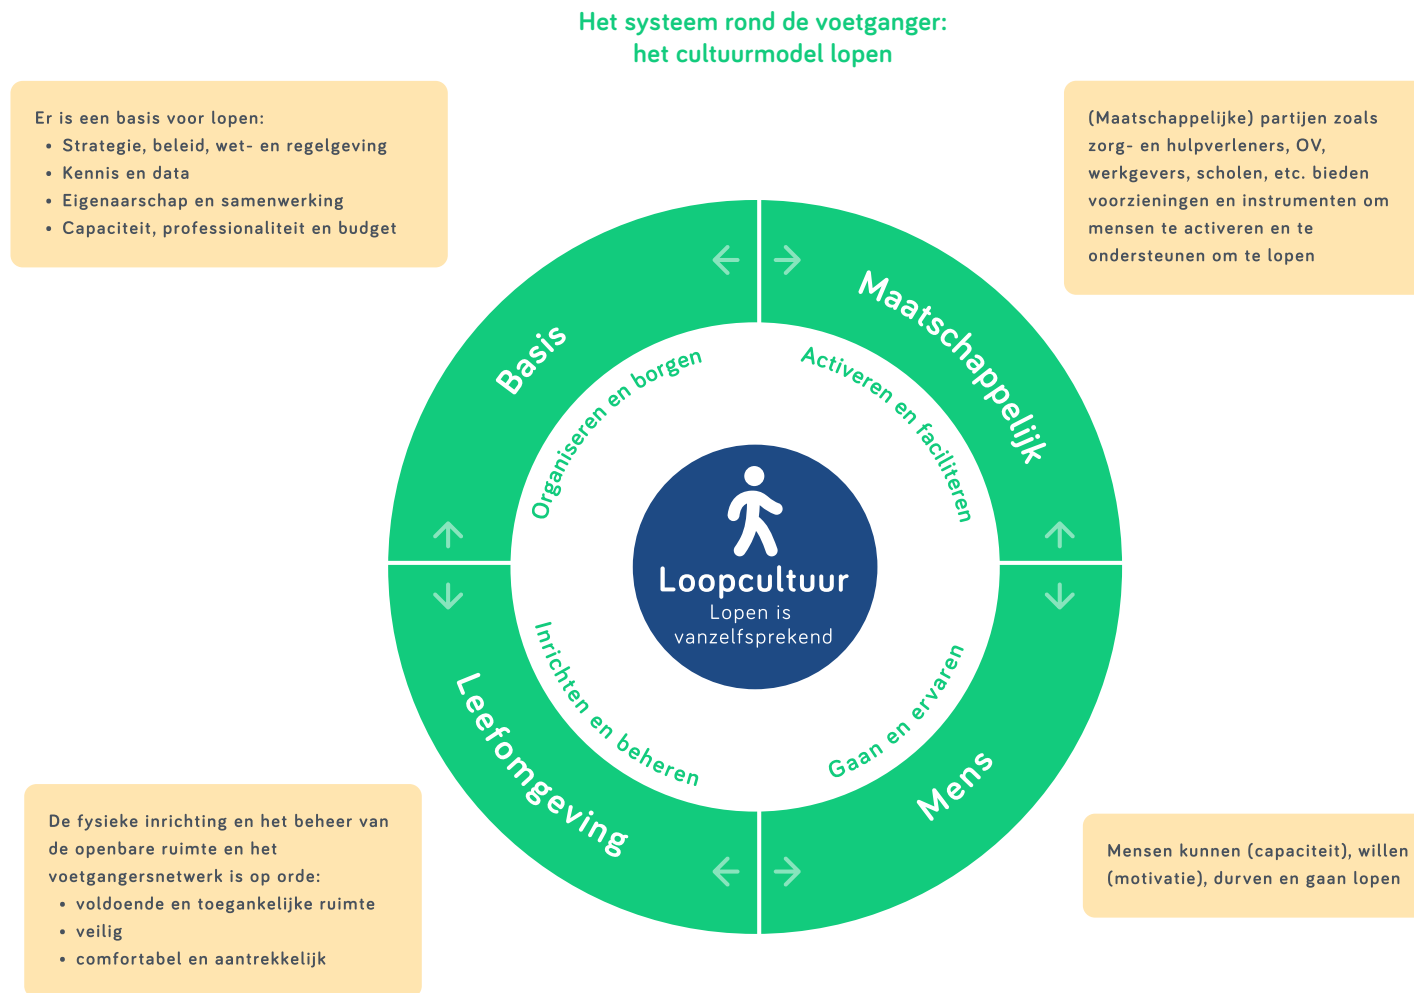 Het systeem rond de voetganger:
het cultuurmodel lopen
Er is een basis voor lopen:
• Strategie, beleid, wet- en regelgeving
• Kennis en data
• Eigenaarschap en samenwerking
• Capaciteit, professionaliteit en budget
(Maatschappelijke) partijen zoals
zorg- en hulpverleners, OV,
werkgevers, scholen, etc. bieden
voorzieningen en instrumenten om
mensen te activeren en te
ondersteunen om te lopen
Basis
Maatschappelijk
Organiseren en borgen
Activeren en faciliteren
Loopcultuur
Lopen is
vanzelfsprekend
Inrichten en beheren
Gaan en ervaren
Leefomgeving
Mens
De fysieke inrichting en het beheer van
de openbare ruimte en het
voetgangersnetwerk is op orde:
• voldoende en toegankelijke ruimte
• veilig
• comfortabel en aantrekkelijk
Mensen kunnen (capaciteit), willen
(motivatie), durven en gaan lopen